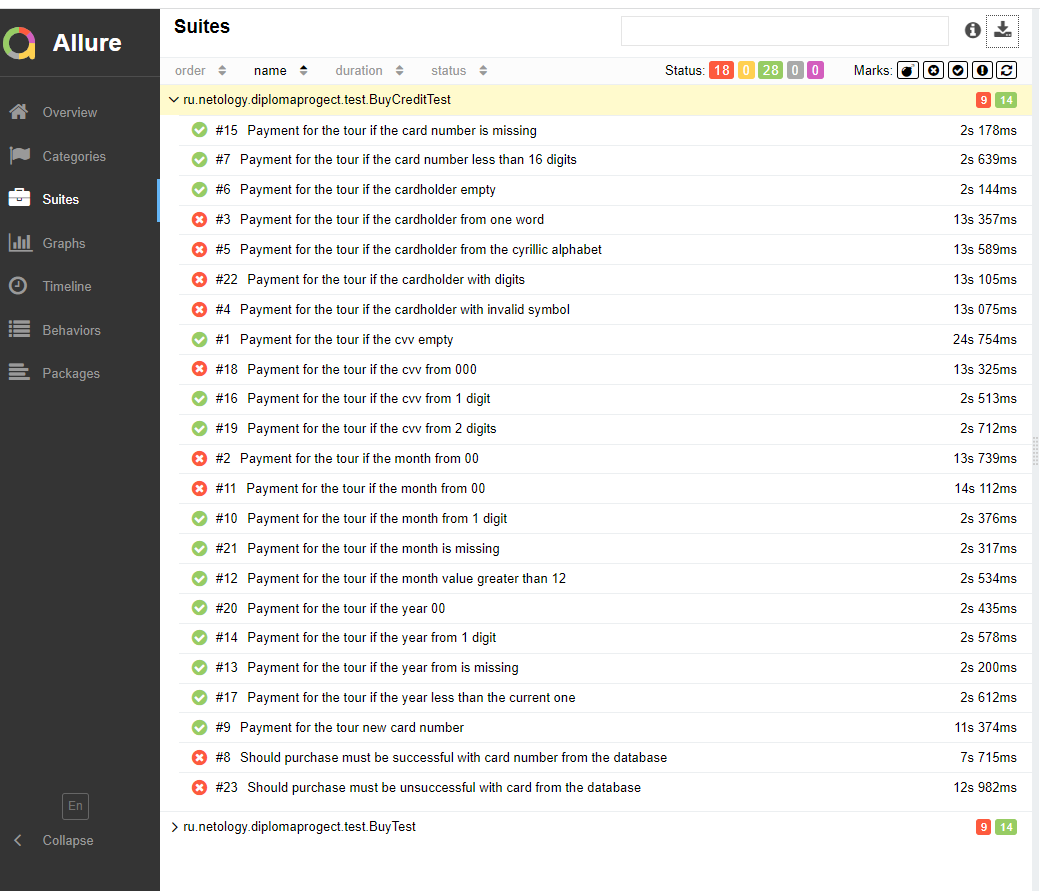 Allure
Overview
Categories
Suites
Graphs
Timeline
Behaviors
Packages
En
Collapse
Suites
order name duration status Status: 18 0 28 0 0 Marks:
ru.netology.diplomaprogect.test.BuyCreditTest 9 14
#15 Payment for the tour if the card number is missing 2s 178ms
#7 Payment for the tour if the card number less than 16 digits 2s 639ms
#6 Payment for the tour if the cardholder empty 2s 144ms
#3 Payment for the tour if the cardholder from one word 13s 357ms
#5 Payment for the tour if the cardholder from the cyrillic alphabet 13s 589ms
#22 Payment for the tour if the cardholder with digits 13s 105ms
#4 Payment for the tour if the cardholder with invalid symbol 13s 075ms
#1 Payment for the tour if the cvv empty 24s 754ms
#18 Payment for the tour if the cvv from 000 13s 325ms
#16 Payment for the tour if the cvv from 1 digit 2s 513ms
#19 Payment for the tour if the cvv from 2 digits 2s 712ms
#2 Payment for the tour if the month from 00 13s 739ms
#11 Payment for the tour if the month from 00 14s 112ms
#10 Payment for the tour if the month from 1 digit 2s 376ms
#21 Payment for the tour if the month is missing 2s 317ms
#12 Payment for the tour if the month value greater than 12 2s 534ms
#20 Payment for the tour if the year 00 2s 435ms
#14 Payment for the tour if the year from 1 digit 2s 578ms
#13 Payment for the tour if the year from is missing 2s 200ms
#17 Payment for the tour if the year less than the current one 2s 612ms
#9 Payment for the tour new card number 11s 374ms
#8 Should purchase must be successful with card number from the database 7s 715ms
#23 Should purchase must be unsuccessful with card from the database 12s 982ms
ru.netology.diplomaprogect.test.BuyTest 9 14